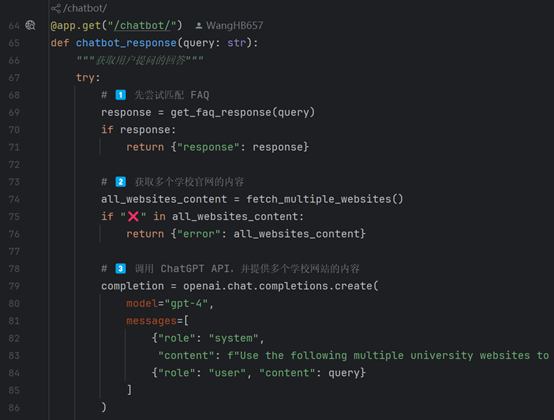 /chatbot/
64 @app.get("/chatbot/") WangHB657
65 def chatbot_response(query: str):
66 """获取用户提问的回答"""
67 try:
68 # 1️⃣ 先尝试匹配 FAQ
69 response = get_faq_response(query)
70 if response:
71 return {"response": response}
72
73 # 2️⃣ 获取多个学校官网的内容
74 all_websites_content = fetch_multiple_websites()
75 if "❌" in all_websites_content:
76 return {"error": all_websites_content}
77
78 # 3️⃣ 调用 ChatGPT API，并提供多个学校网站的内容
79 completion = openai.chat.completions.create(
80 model="gpt-4",
81 messages=[
82 {"role": "system",
83 "content": f"Use the following multiple university websites to
84 {"role": "user", "content": query}
85 ]
86 )